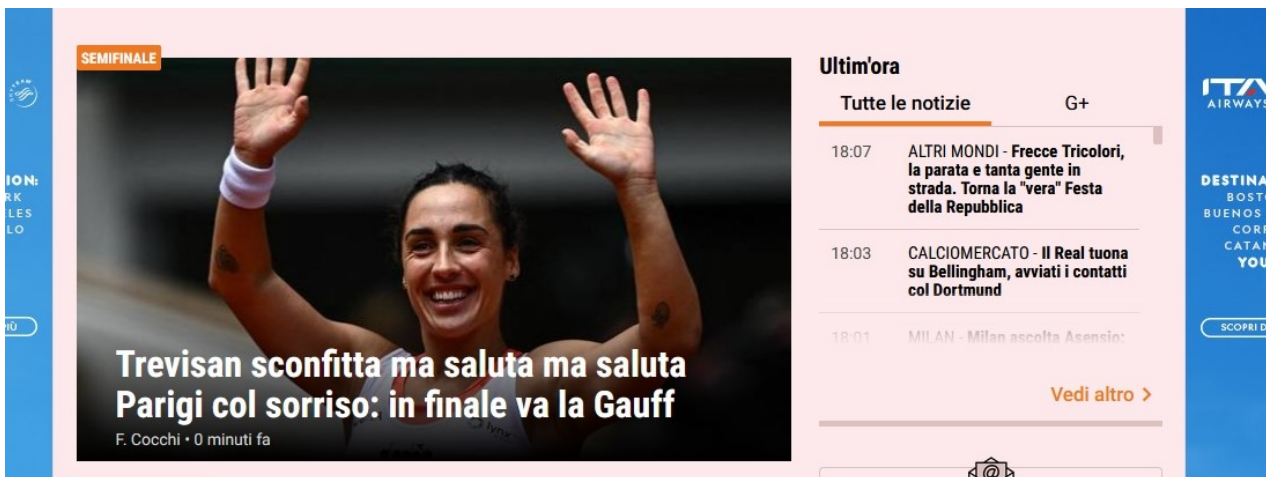 SEMIFINALE
Trevisan sconfitta ma saluta ma saluta
Parigi col sorriso: in finale va la Gauff
F. Cocchi • 0 minuti fa
Ultim'ora
Tutte le notizie
G+
18:07
ALTRI MONDI - Frecce Tricolori,
la parata e tanta gente in
strada. Torna la "vera" Festa
della Repubblica
18:03
CALCIOMERCATO - Il Real tuona
su Bellingham, avviati i contatti
col Dortmund
18:01
MILAN - Milan ascolta Asensio:
Vedi altro >
ION:
RK
LES
LO
IÙ
ITA
AIRWAYS
DESTINA
BOSTO
BUENOS
CORF
CATAN
YOU
SCOPRI D